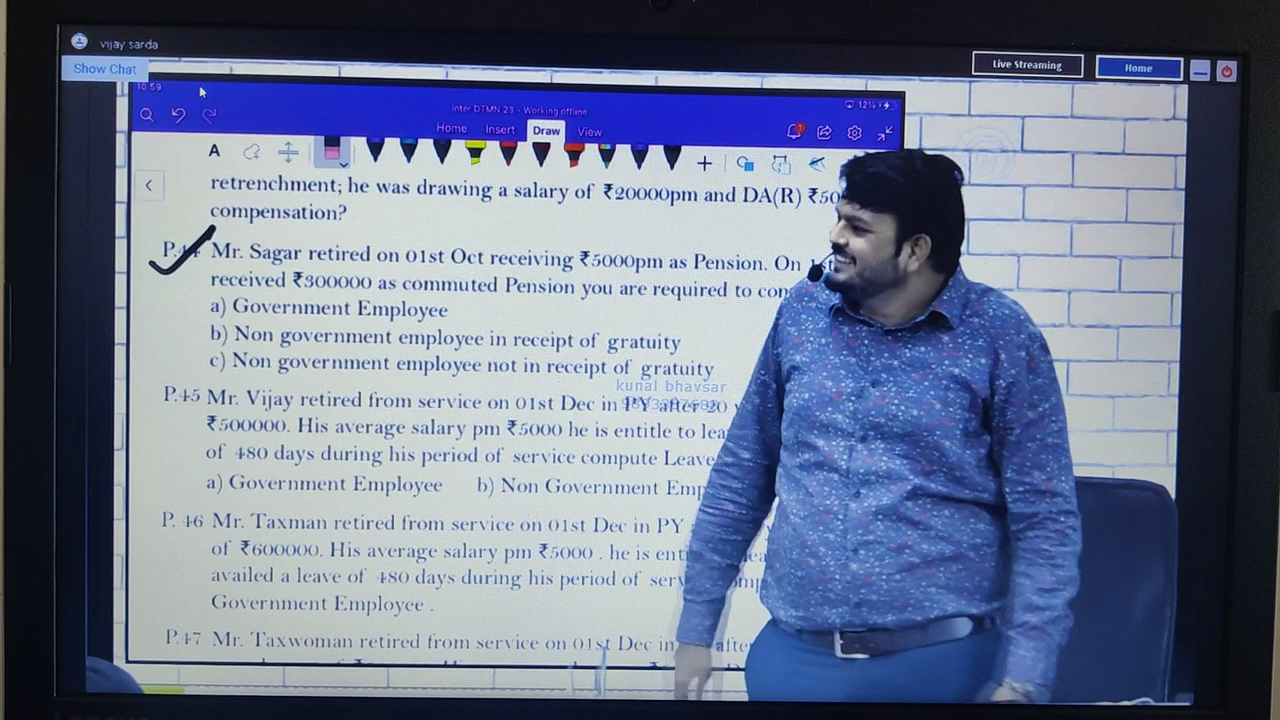 vijay sarda
Show Chat
Live Streaming
Home
10:59
Inter DTMN 23 - Working offline
12%
Home Insert Draw View
A
retrenchment; he was drawing a salary of ₹20000pm and DA(R) ₹50
compensation?
Mr. Sagar retired on 01st Oct receiving ₹5000pm as Pension. On 1st
received ₹300000 as commuted Pension you are required to com
a) Government Employee
b) Non government employee in receipt of gratuity
c) Non government employee not in receipt of gratuity
kunal bhavsar
P.45 Mr. Vijay retired from service on 01st Dec in PY after 20
₹500000. His average salary pm ₹5000 he is entitle to lea
of 480 days during his period of service compute Leave
a) Government Employee b) Non Government Emp
P. 46 Mr. Taxman retired from service on 01st Dec in PY
of ₹600000. His average salary pm ₹5000 . he is enti
availed a leave of 480 days during his period of serv
Government Employee .
P.47 Mr. Taxwoman retired from service on 01st Dec in afte